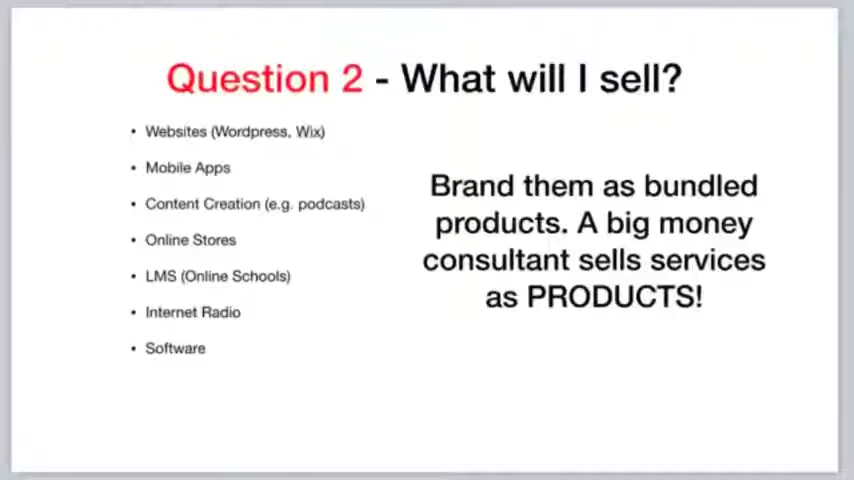 Question 2 - What will I sell?
• Websites (Wordpress, Wix)
• Mobile Apps
• Content Creation (e.g. podcasts)
• Online Stores
• LMS (Online Schools)
• Internet Radio
• Software
Brand them as bundled
products. A big money
consultant sells services
as PRODUCTS!